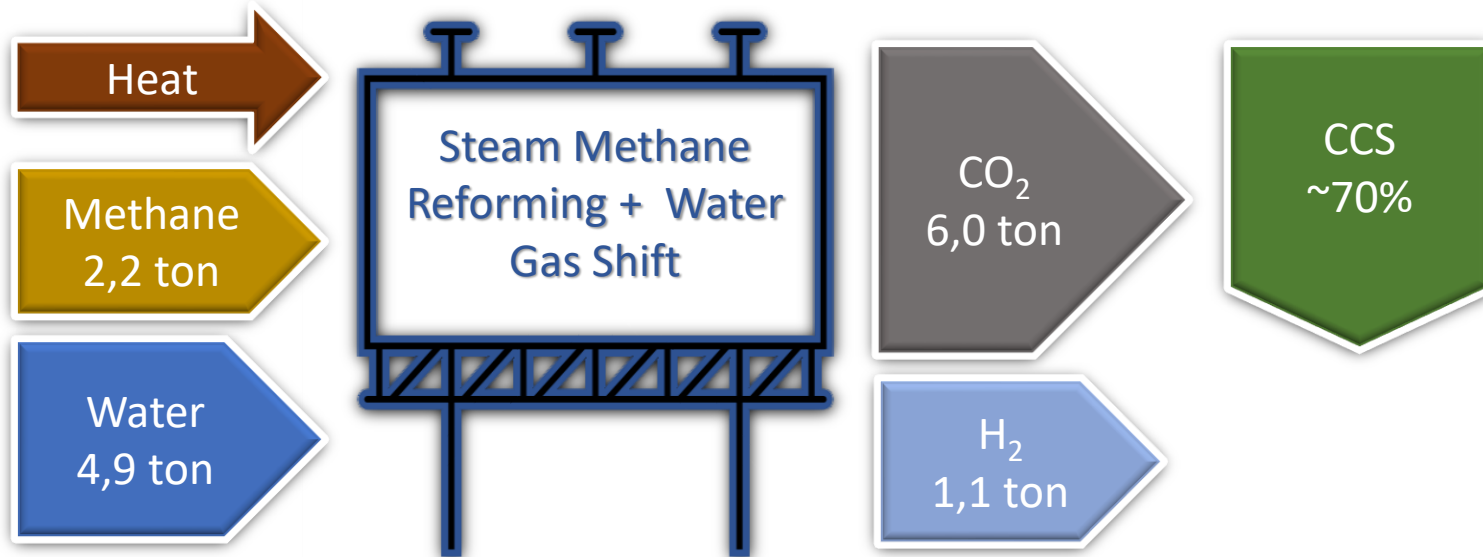 Heat
Methane
2,2 ton
Water
4,9 ton
Steam Methane
Reforming + Water
Gas Shift
CO₂
6,0 ton
H₂
1,1 ton
CCS
~70%